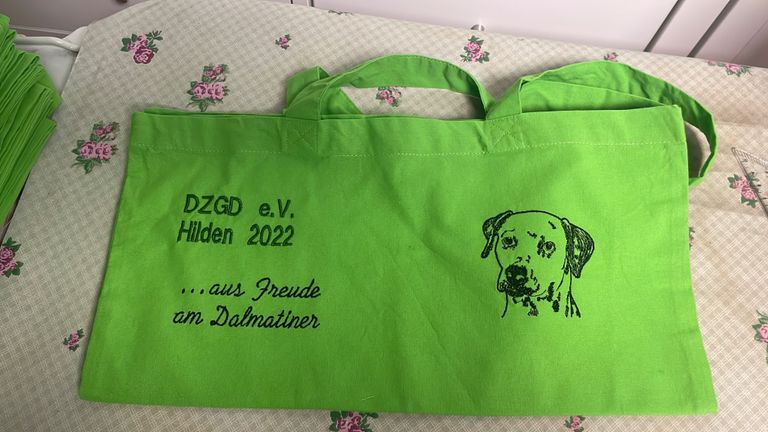 DZGD e.V.
Hilden 2022
...aus Freude
am Dalmatiner